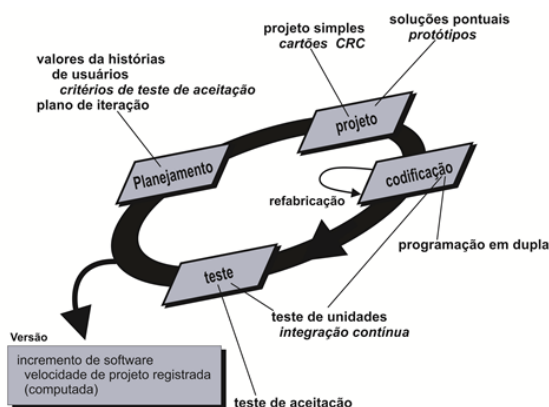 projeto simples
cartões CRC
soluções pontuais
protótipos
valores da histórias
de usuários
critérios de teste de aceitação
plano de iteração
projeto
Planejamento
codificação
refabricação
programação em dupla
teste
teste de unidades
integração contínua
Versão
incremento de software
velocidade de projeto registrada
(computada)
teste de aceitação